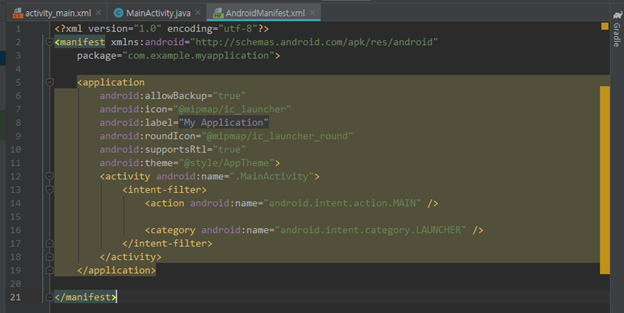 activity_main.xml MainActivity.java AndroidManifest.xml
1 <?xml version="1.0" encoding="utf-8"?>
2 <manifest xmlns:android="http://schemas.android.com/apk/res/android"
3 package="com.example.myapplication">
4
5 <application
6 android:allowBackup="true"
7 android:icon="@mipmap/ic_launcher"
8 android:label="My Application"
9 android:roundIcon="@mipmap/ic_launcher_round"
10 android:supportsRtl="true"
11 android:theme="@style/AppTheme">
12 <activity android:name=".MainActivity">
13 <intent-filter>
14 <action android:name="android.intent.action.MAIN" />
15
16 <category android:name="android.intent.category.LAUNCHER" />
17 </intent-filter>
18 </activity>
19 </application>
20
21 </manifest>
Gradle